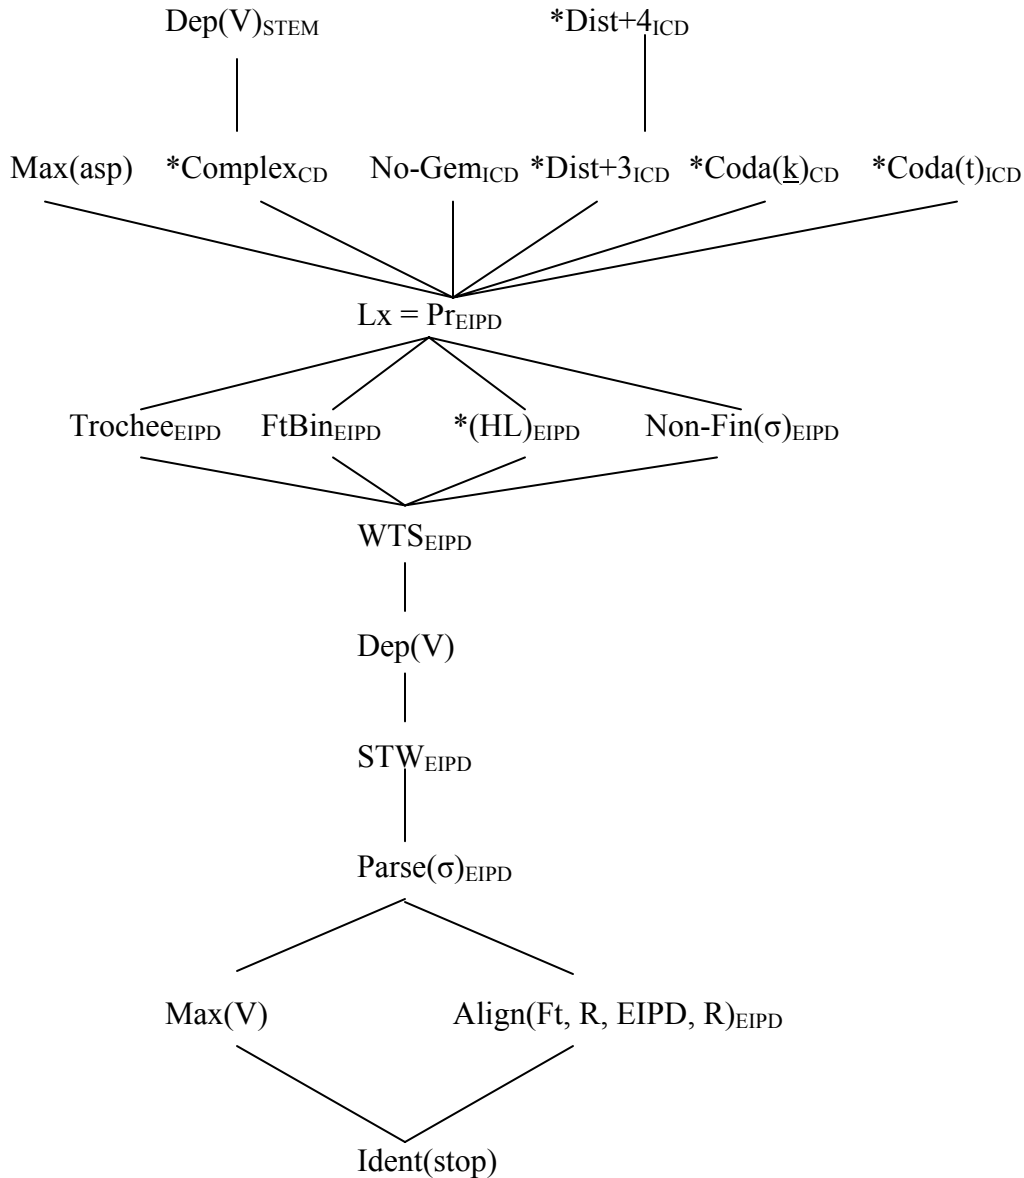 Dep(V)STEM *Dist+4ICD
Max(asp) *ComplexCD No-GemICD *Dist+3ICD *Coda(k)CD *Coda(t)ICD
Lx = PrEIPD
TrocheeEIPD FtBinEIPD *(HL)EIPD Non-Fin(σ)EIPD
WTSEIPD
Dep(V)
STWEIPD
Parse(σ)EIPD
Max(V) Align(Ft, R, EIPD, R)EIPD
Ident(stop)